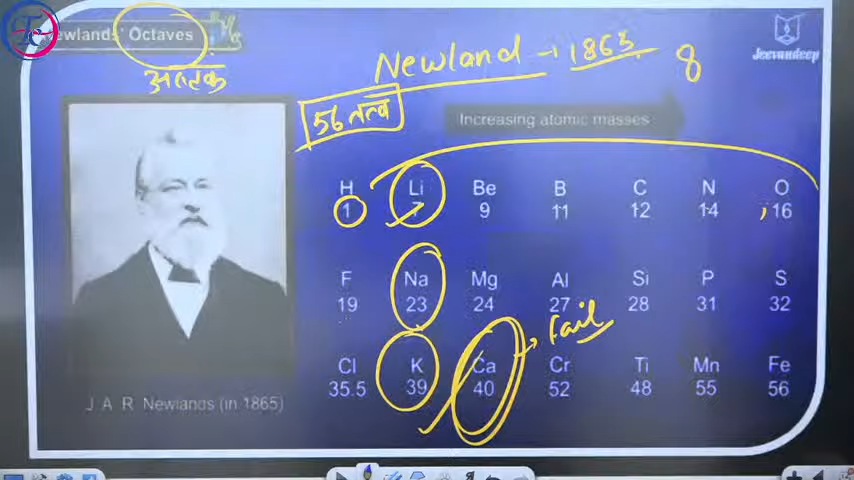 Newlands' Octaves
अष्टक
Newland → 1863
8
Jeevandeep
56 तत्व
Increasing atomic masses
H Li Be B C N O
1 7 9 11 12 14 16
F Na Mg Al Si P S
19 23 24 27 28 31 32
→ Fail
Cl K Ca Cr Ti Mn Fe
35.5 39 40 52 48 55 56
J A R Newlands (in 1865)